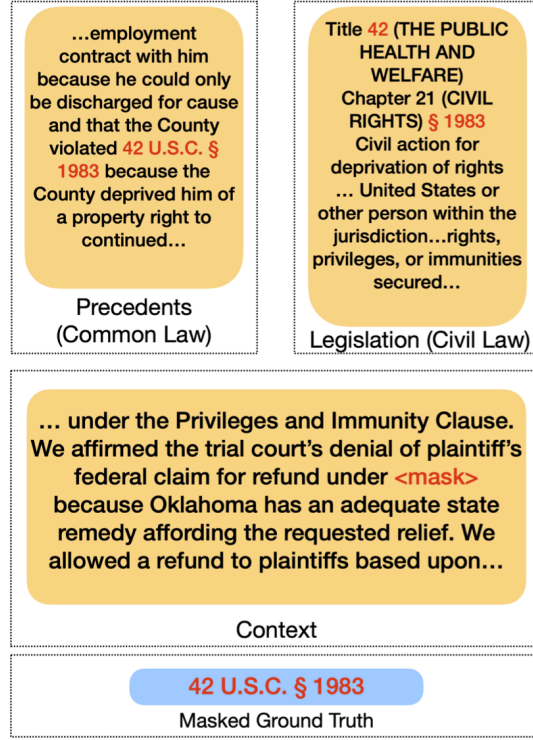 …employment
contract with him
because he could only
be discharged for cause
and that the County
violated 42 U.S.C. §
1983 because the
County deprived him of
a property right to
continued…
Precedents
(Common Law)
Title 42 (THE PUBLIC
HEALTH AND
WELFARE)
Chapter 21 (CIVIL
RIGHTS) § 1983
Civil action for
deprivation of rights
… United States or
other person within the
jurisdiction…rights,
privileges, or immunities
secured…
Legislation (Civil Law)
… under the Privileges and Immunity Clause.
We affirmed the trial court’s denial of plaintiff’s
federal claim for refund under <mask>
because Oklahoma has an adequate state
remedy affording the requested relief. We
allowed a refund to plaintiffs based upon…
Context
42 U.S.C. § 1983
Masked Ground Truth